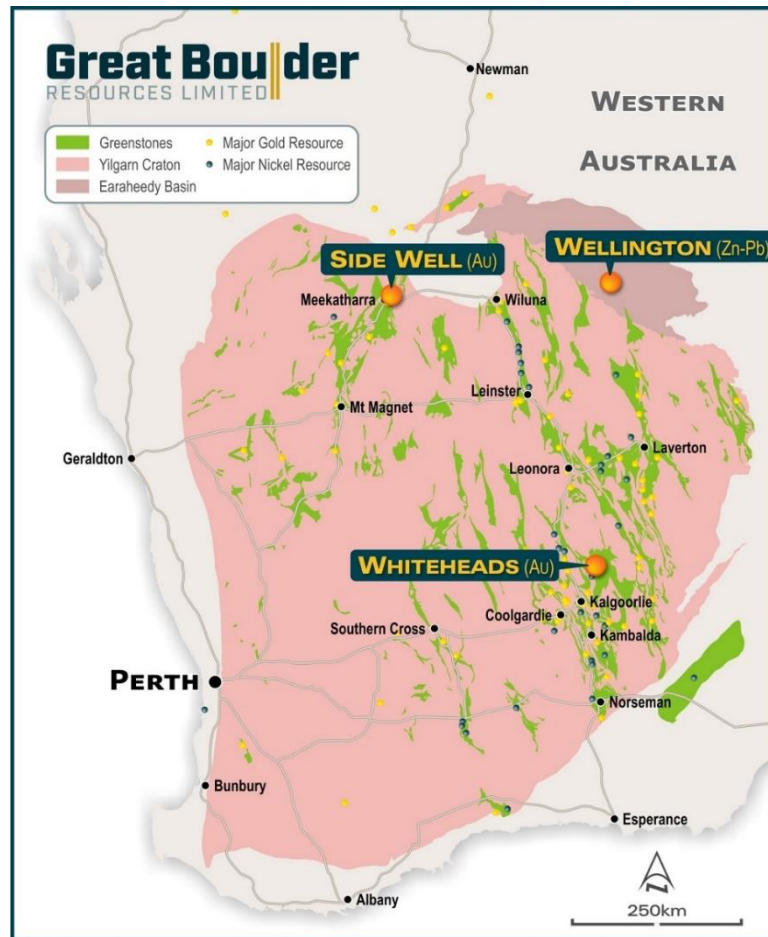 Great Boulder
RESOURCES LIMITED
Newman
WESTERN
AUSTRALIA
Greenstones
Major Gold Resource
Yilgarn Craton
Major Nickel Resource
Earaheedy Basin
SIDE WELL (Au)
WELLINGTON (Zn-Pb)
Meekatharra
Wiluna
Leinster
Mt Magnet
Geraldton
Laverton
Leonora
WHITEHEADS (Au)
Kalgoorlie
Coolgardie
Southern Cross
Kambalda
PERTH
Norseman
Bunbury
Esperance
Albany
N
250km